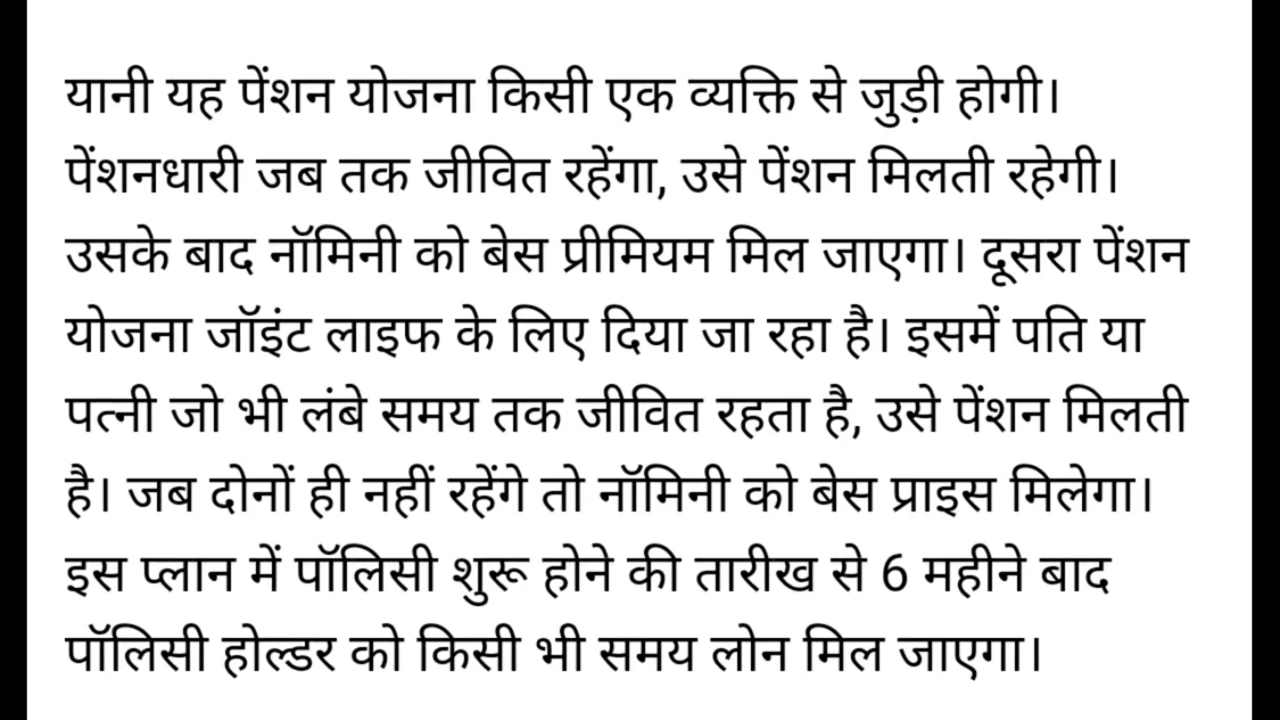 यानी यह पेंशन योजना किसी एक व्यक्ति से जुड़ी होगी।
पेंशनधारी जब तक जीवित रहेंगा, उसे पेंशन मिलती रहेगी।
उसके बाद नॉमिनी को बेस प्रीमियम मिल जाएगा। दूसरा पेंशन
योजना जॉइंट लाइफ के लिए दिया जा रहा है। इसमें पति या
पत्नी जो भी लंबे समय तक जीवित रहता है, उसे पेंशन मिलती
है। जब दोनों ही नहीं रहेंगे तो नॉमिनी को बेस प्राइस मिलेगा।
इस प्लान में पॉलिसी शुरू होने की तारीख से 6 महीने बाद
पॉलिसी होल्डर को किसी भी समय लोन मिल जाएगा।